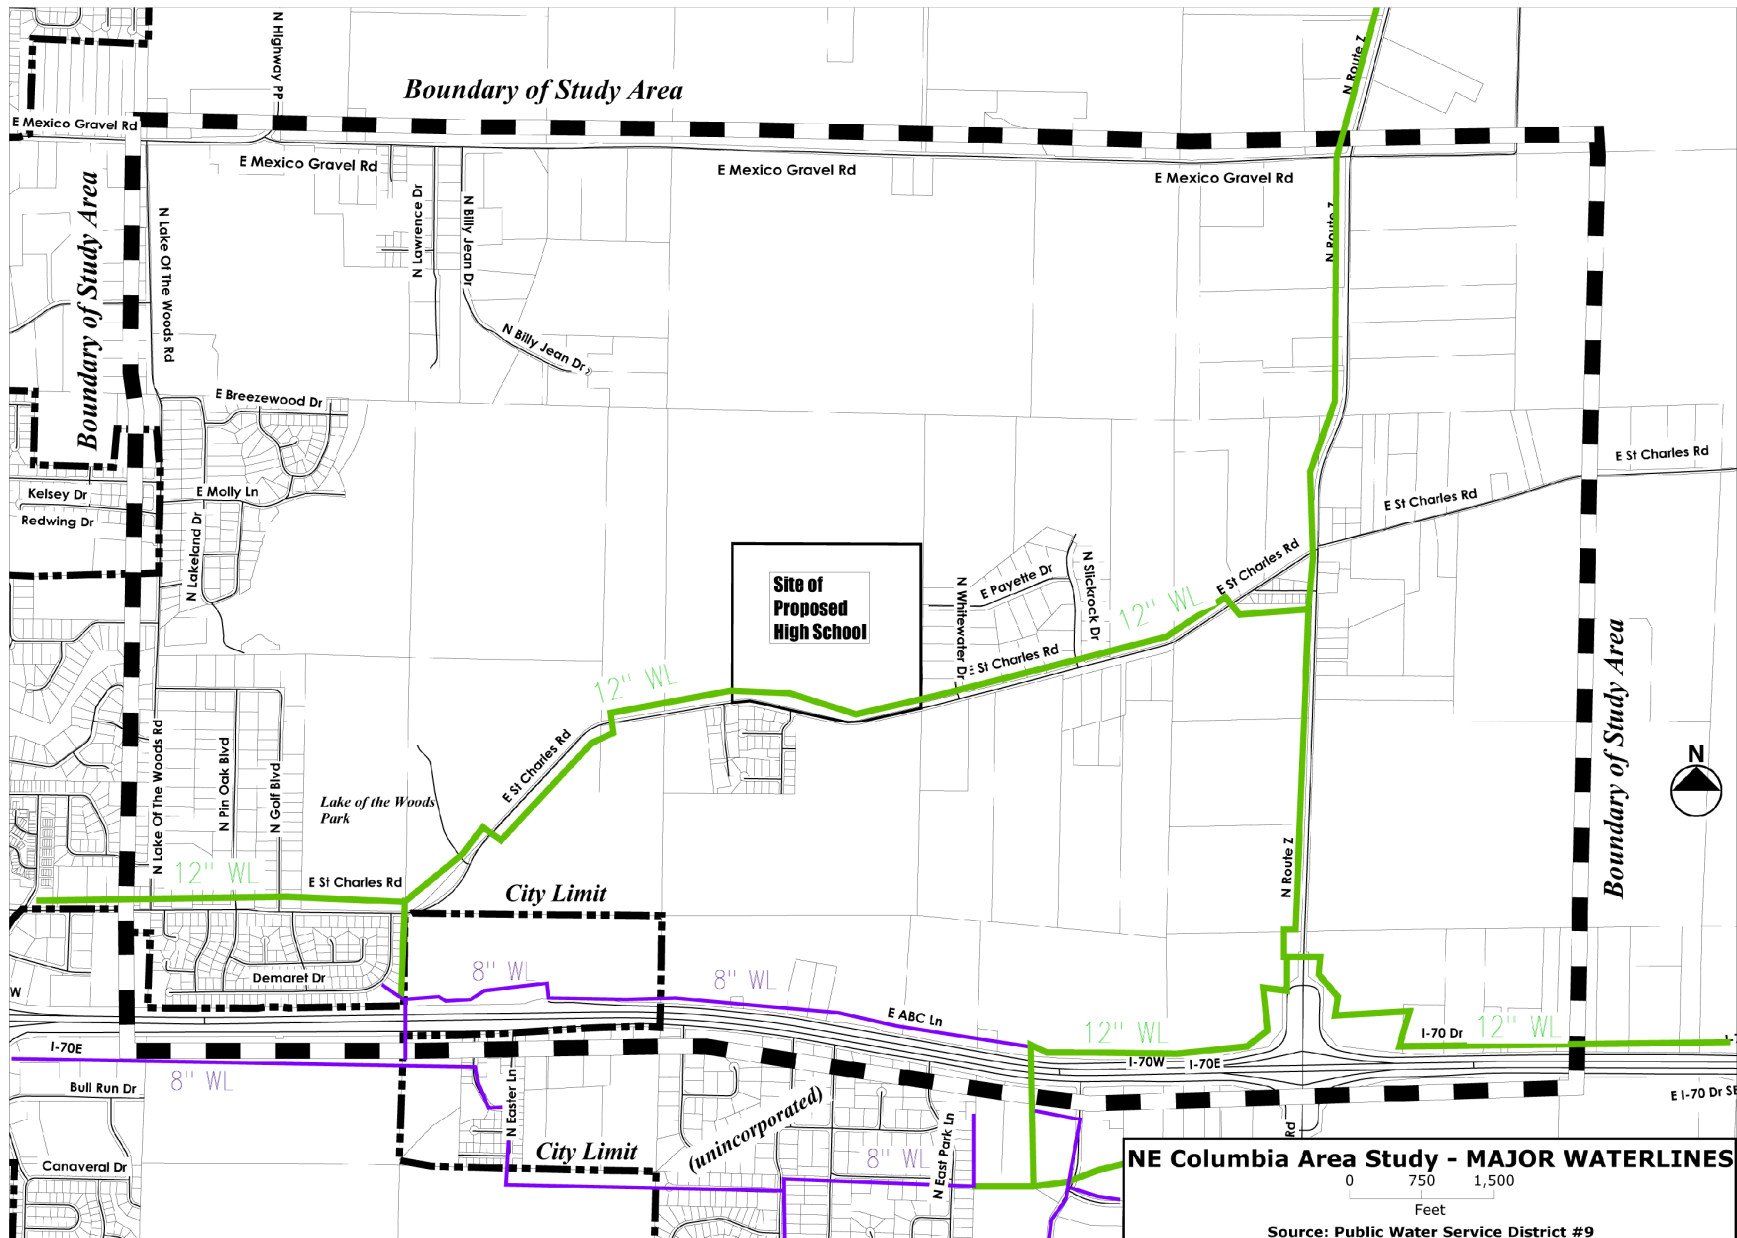 N Highway PP
N Route Z
Boundary of Study Area
E Mexico Gravel Rd
E Mexico Gravel Rd
E Mexico Gravel Rd
E Mexico Gravel Rd
Boundary of Study Area
N Lake Of The Woods Rd
N Lawrence Dr
N Billy Jean Dr
N Route Z
N Billy Jean Dr
E Breezewood Dr
E St Charles Rd
Kelsey Dr
E Molly Ln
E St Charles Rd
Redwing Dr
N Lakeland Dr
E St Charles Rd
Site of
Proposed
High School
N Whitewater Dr
E Payette Dr
N Slickrock Dr
12" WL
E St Charles Rd
12" WL
Boundary of Study Area
N Lake Of The Woods Rd
N Pin Oak Blvd
N Golf Blvd
E St Charles Rd
N
Lake of the Woods
Park
12" WL
E St Charles Rd
City Limit
N Route Z
Demaret Dr
8" WL
8" WL
W
E ABC Ln
12" WL
I-70 Dr
12" WL
I-70E
I-70W
I-70E
8" WL
Bull Run Dr
N Easter Ln
(unincorporated)
E I-70 Dr SE
Rd
City Limit
8" WL
N East Park Ln
Canaveral Dr
NE Columbia Area Study - MAJOR WATERLINES
0 750 1,500
Feet
Source: Public Water Service District #9